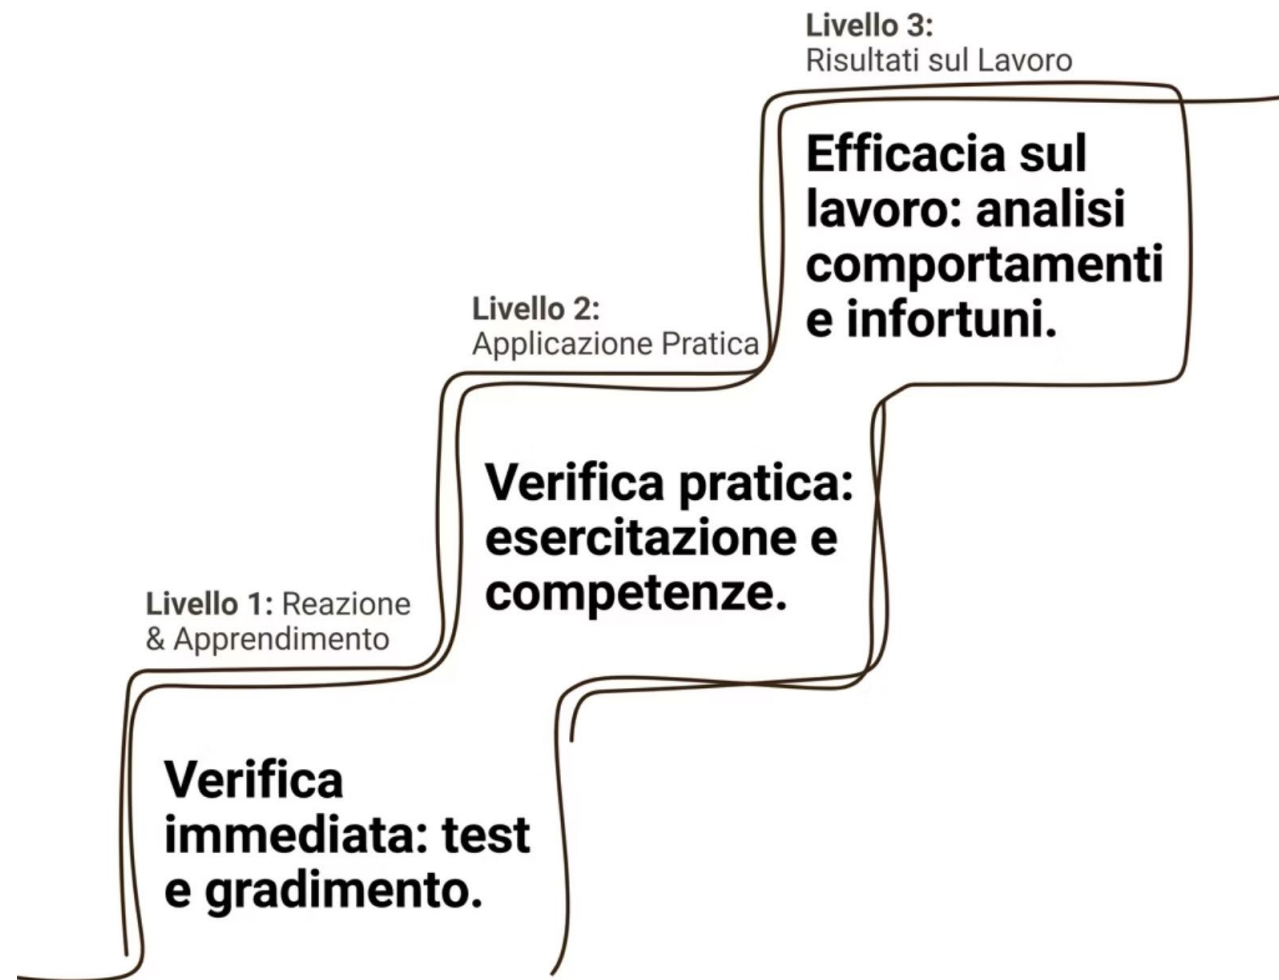 Livello 3:
Risultati sul Lavoro
Efficacia sul
lavoro: analisi
comportamenti
e infortuni.
Livello 2:
Applicazione Pratica
Verifica pratica:
esercitazione e
competenze.
Livello 1: Reazione
& Apprendimento
Verifica
immediata: test
e gradimento.